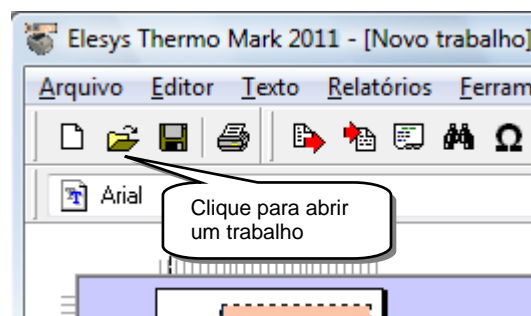 Elesys Thermo Mark 2011 - [Novo trabalho]
Arquivo Editor Texto Relatórios Ferram
Ω
Arial
Clique para abrir
um trabalho